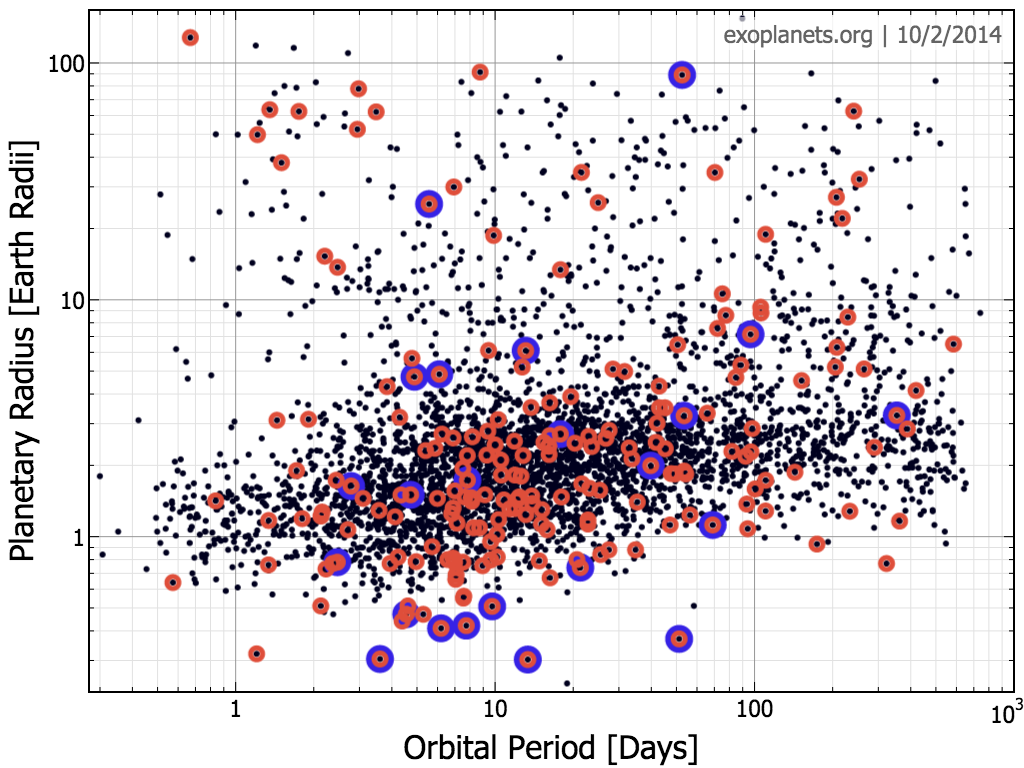 exoplanets.org | 10/2/2014
Planetary Radius [Earth Radii]
100
10
1
1
10
100
10³
Orbital Period [Days]